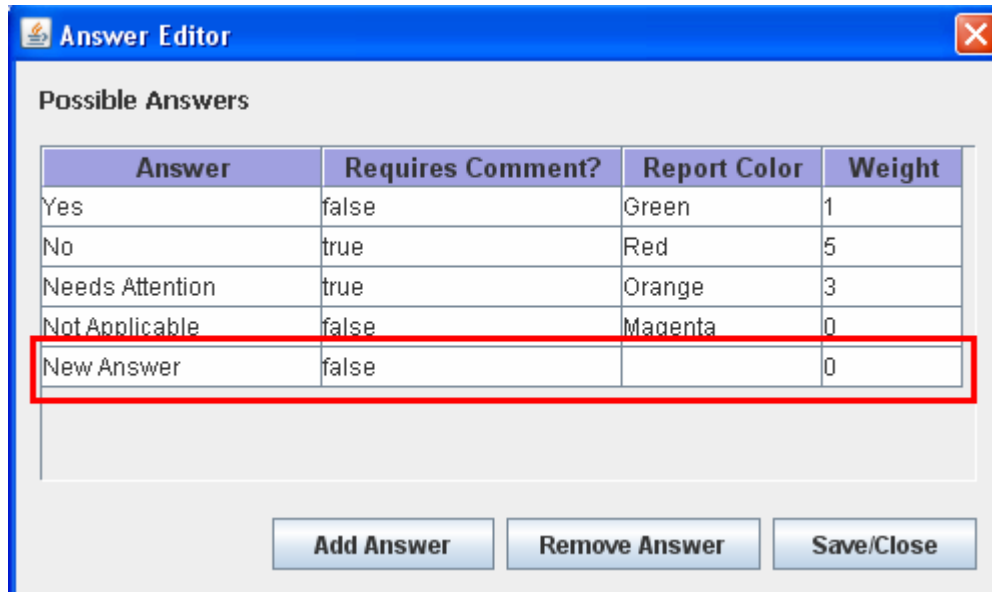 Answer Editor
Possible Answers
Answer Requires Comment? Report Color Weight
Yes false Green 1
No true Red 5
Needs Attention true Orange 3
Not Applicable false Magenta 0
New Answer false 0
Add Answer Remove Answer Save/Close